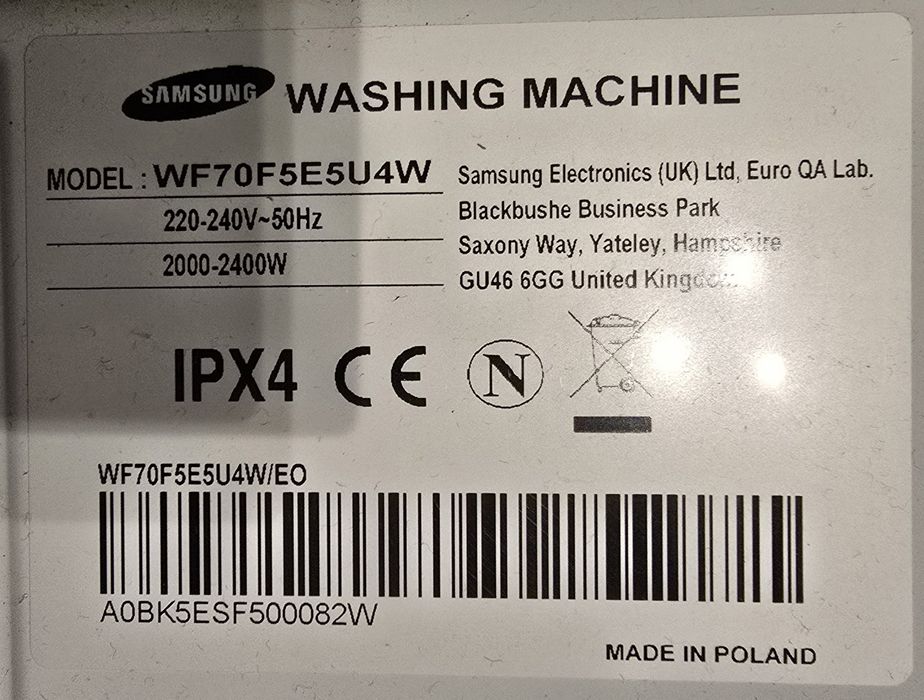 SAMSUNG WASHING MACHINE
MODEL : WF70F5E5U4W
220-240V~50Hz
2000-2400W
Samsung Electronics (UK) Ltd, Euro QA Lab.
Blackbushe Business Park
Saxony Way, Yateley, Hampshire
GU46 6GG United Kingdom
IPX4 CE N
WF70F5E5U4W/EO
A0BK5ESF500082W
MADE IN POLAND